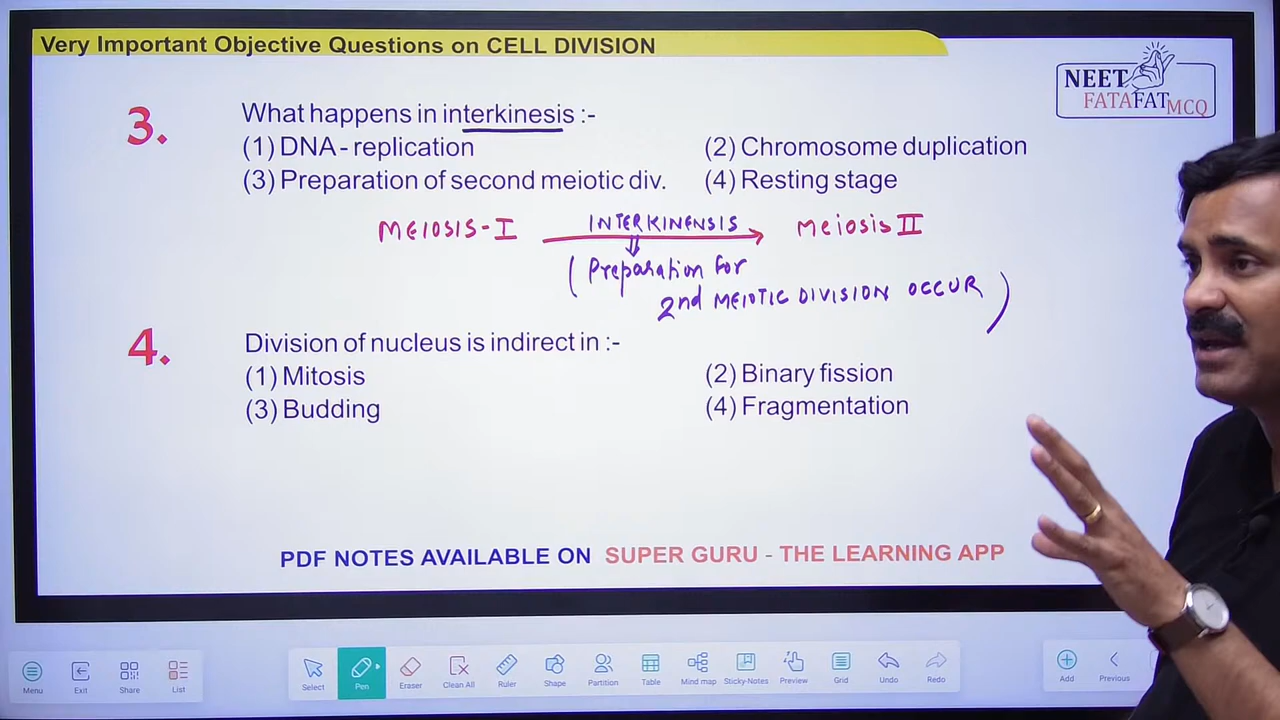 Very Important Objective Questions on CELL DIVISION
NEET
FATAFAT MCQ
3. What happens in interkinesis :-
(1) DNA - replication (2) Chromosome duplication
(3) Preparation of second meiotic div. (4) Resting stage
MEIOSIS-I INTERKINENSIS MEIOSIS II
(Preparation for
2nd MEIOTIC DIVISION OCCUR)
4. Division of nucleus is indirect in :-
(1) Mitosis (2) Binary fission
(3) Budding (4) Fragmentation
PDF NOTES AVAILABLE ON SUPER GURU - THE LEARNING APP
Menu Exit Share List Select Pen Eraser Clean All Ruler Shape Partition Table Mind map Sticky-Notes Preview Grid Undo Redo Add Previous